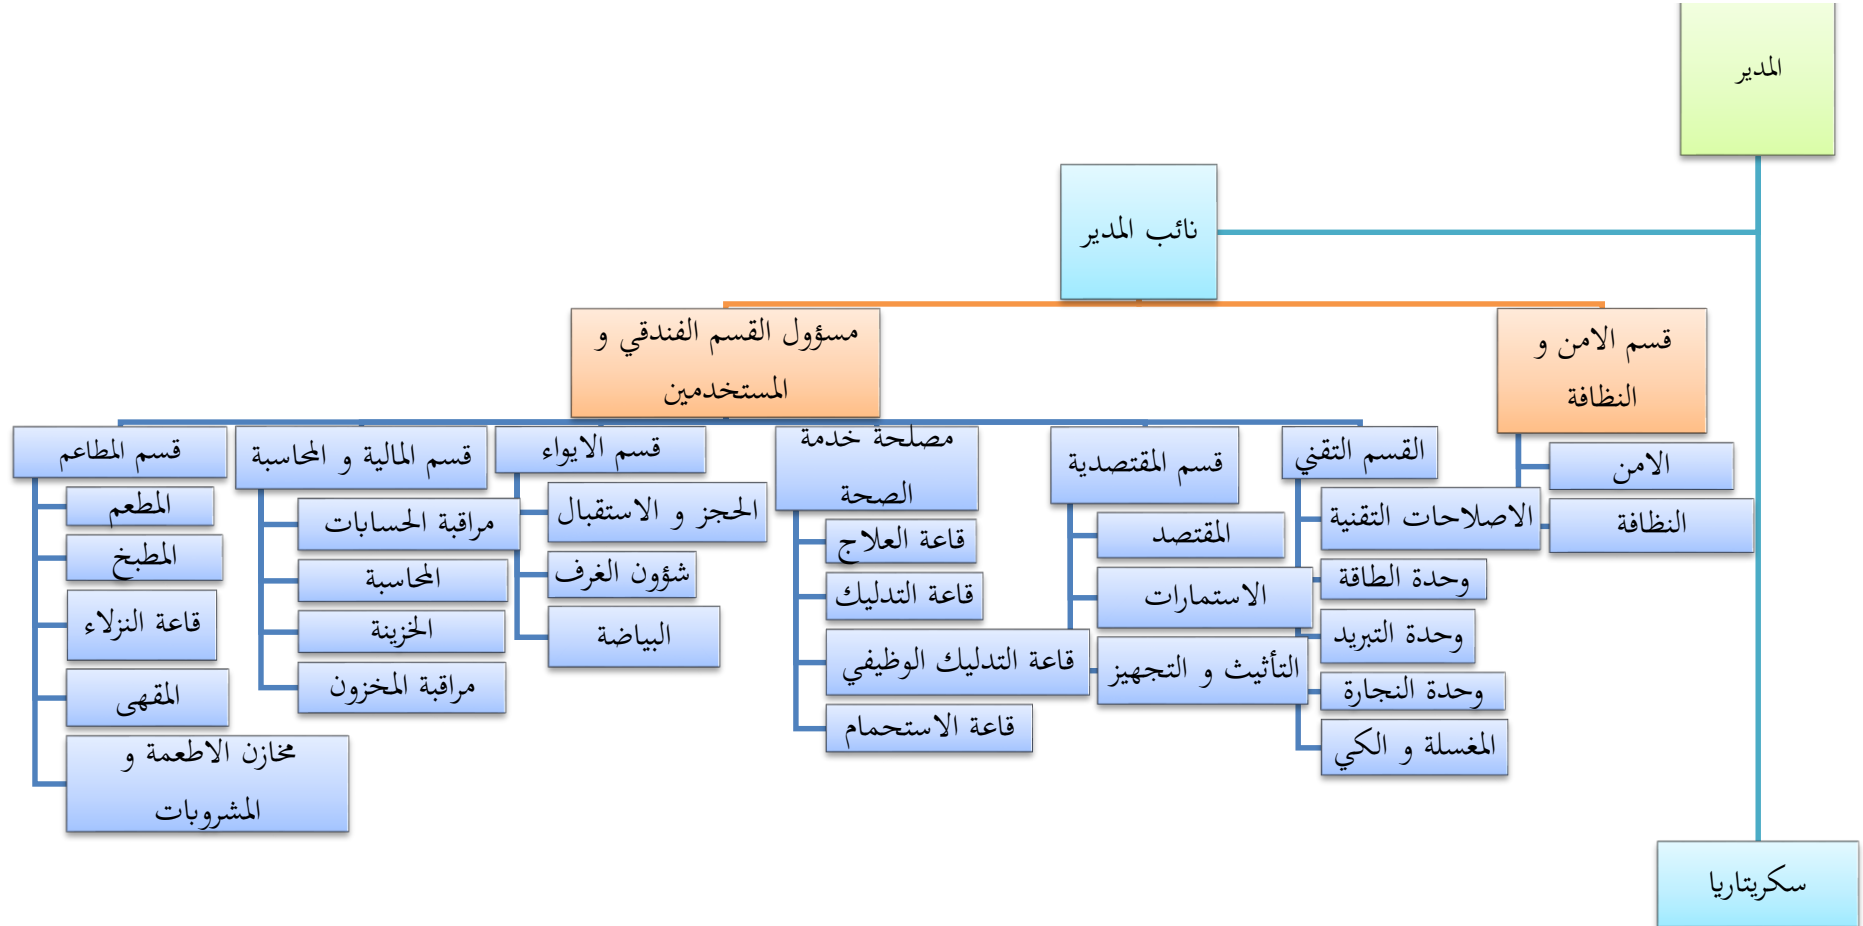 المدير
نائب المدير
قسم الامن و
النظافة
مسؤول القسم الفندقي و
المستخدمين
الامن
النظافة
القسم التقني
الاصلاحات التقنية
وحدة الطاقة
وحدة التبريد
وحدة النجارة
المغسلة و الكي
قسم المقتصدية
المقتصد
الاستمارات
التأثيث و التجهيز
مصلحة خدمة
الصحة
قاعة العلاج
قاعة التدليك
قاعة التدليك الوظيفي
قاعة الاستحمام
قسم الايواء
الحجز و الاستقبال
شؤون الغرف
البياضة
قسم المالية و المحاسبة
مراقبة الحسابات
المحاسبة
الخزينة
مراقبة المخزون
قسم المطاعم
المطعم
المطبخ
قاعة النزلاء
المقهى
مخازن الاطعمة و
المشروبات
سكريتاريا